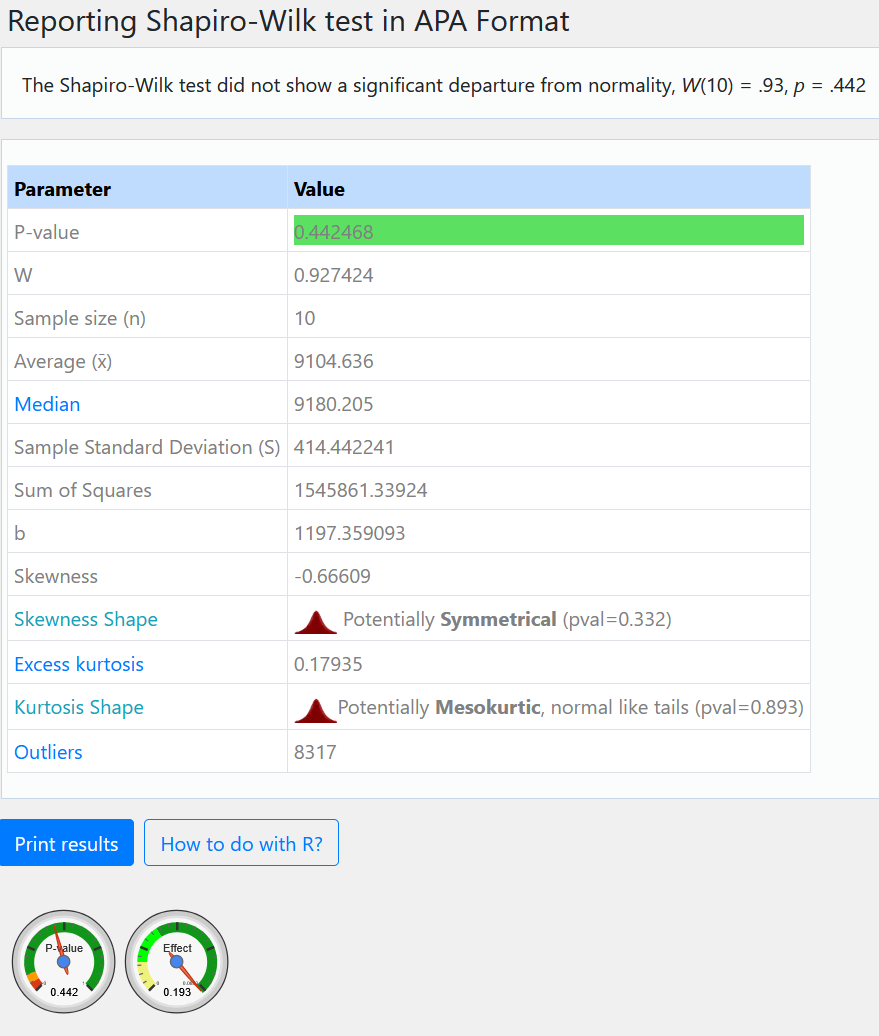 Reporting Shapiro-Wilk test in APA Format
The Shapiro-Wilk test did not show a significant departure from normality, W(10) = .93, p = .442
Parameter Value
P-value 0.442468
W 0.927424
Sample size (n) 10
Average (x̄) 9104.636
Median 9180.205
Sample Standard Deviation (S) 414.442241
Sum of Squares 1545861.33924
b 1197.359093
Skewness -0.66609
Skewness Shape Potentially Symmetrical (pval=0.332)
Excess kurtosis 0.17935
Kurtosis Shape Potentially Mesokurtic, normal like tails (pval=0.893)
Outliers 8317
Print results How to do with R?
P-value Effect
0.442 0.193